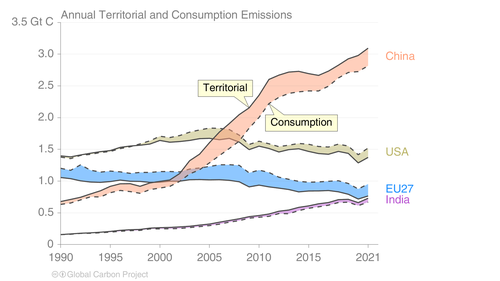 Annual Territorial and Consumption Emissions
3.5 Gt C
3.0
2.5
2.0
1.5
1.0
0.5
0
1990
1995
2000
2005
2010
2015
2021
Territorial
Consumption
China
USA
EU27
India
Global Carbon Project